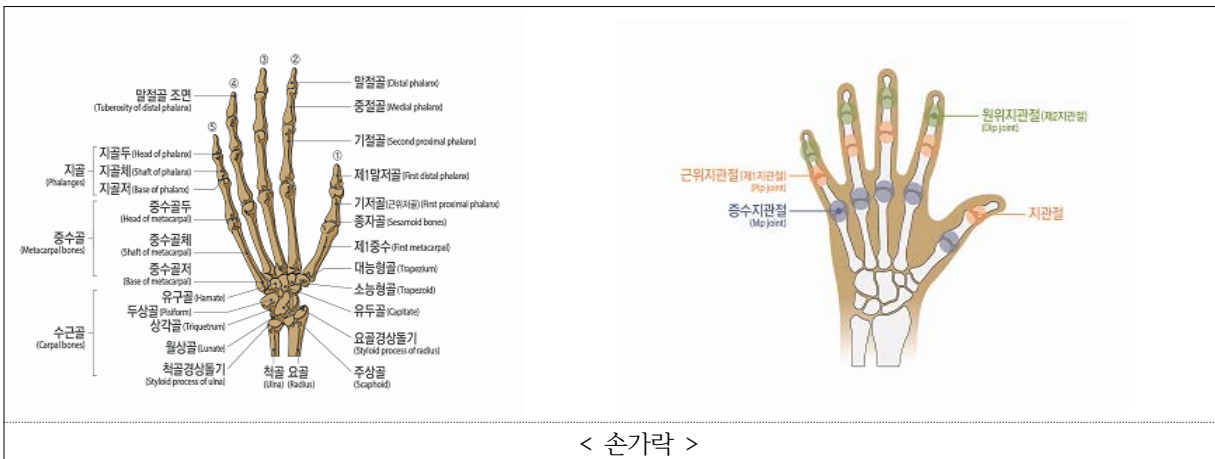 ③
②
④
말절골(Distal phalanx)
말절골 조면
(Tuberosity of distal phalana)
중절골(Medial phalanx)
⑤
기절골(Second proximal phalanx)
①
지골
(Phalanges)
지골두(Head of phalanx)
지골체(Shaft of phalana)
지골저(Base of phalanx)
제1말저골(First distal phalanx)
기저골(근위지골)(First proximal phalanx)
종자골(Sesamoid bones)
중수골
(Metacarpal bones)
중수골두
(Head of metacarpal)
중수골체
(Shaft of metacarpal)
중수골저
(Base of metacarpal)
제1중수(First metacarpal)
대능형골(Trapezium)
소능형골(Trapezoid)
수근골
(Carpal bones)
유구골(Hamate)
두상골(Pisiform)
상각골(Triquetrum)
월상골(Lunate)
척골경상돌기
(Styloid process of ulna)
유두골(Capitate)
요골경상돌기
(Styloid process of radius)
척골
(Ulna)
요골
(Radius)
주상골
(Scaphoid)
원위지관절(제2지관절)
(Dip joint)
근위지관절(제1지관절)
(Pip joint)
증수지관절
(Mp joint)
지관절
< 손가락 >